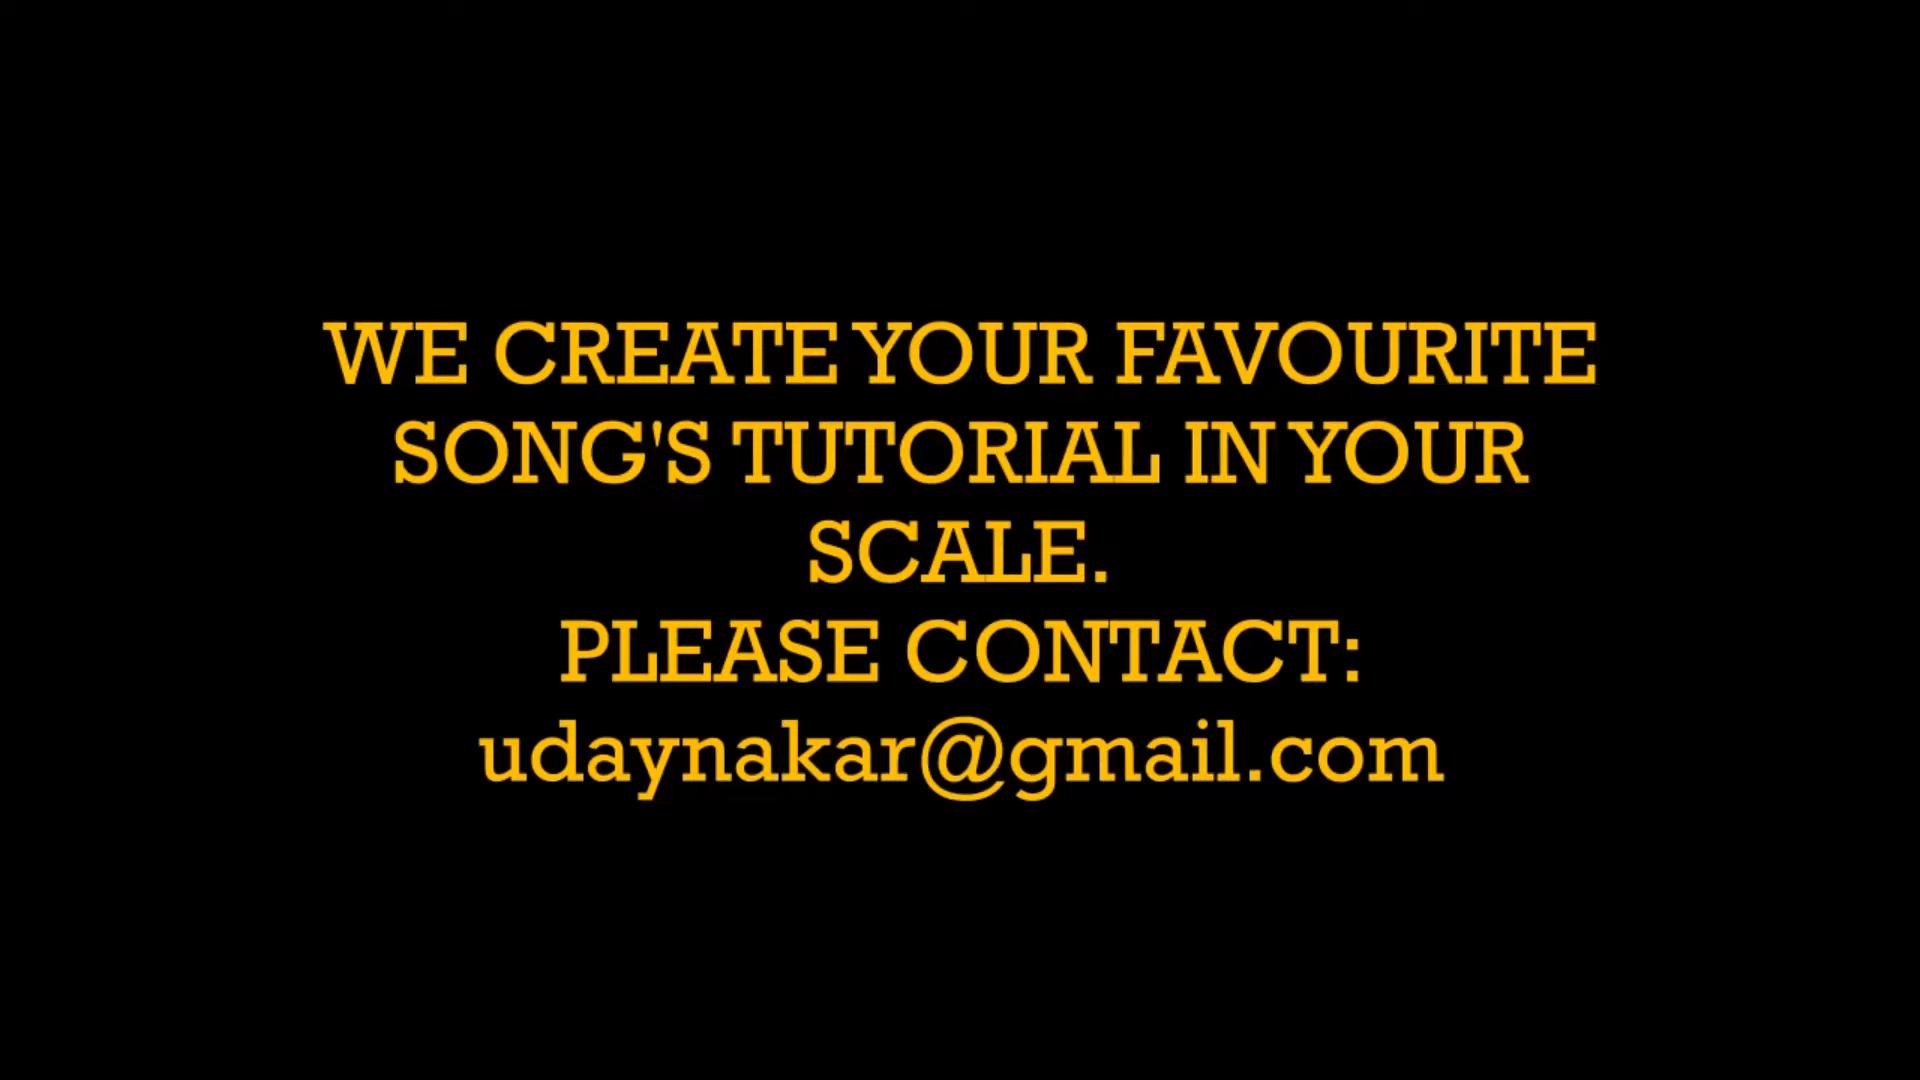 WE CREATE YOUR FAVOURITE
SONG'S TUTORIAL IN YOUR
SCALE.
PLEASE CONTACT:
udaynakar@gmail.com